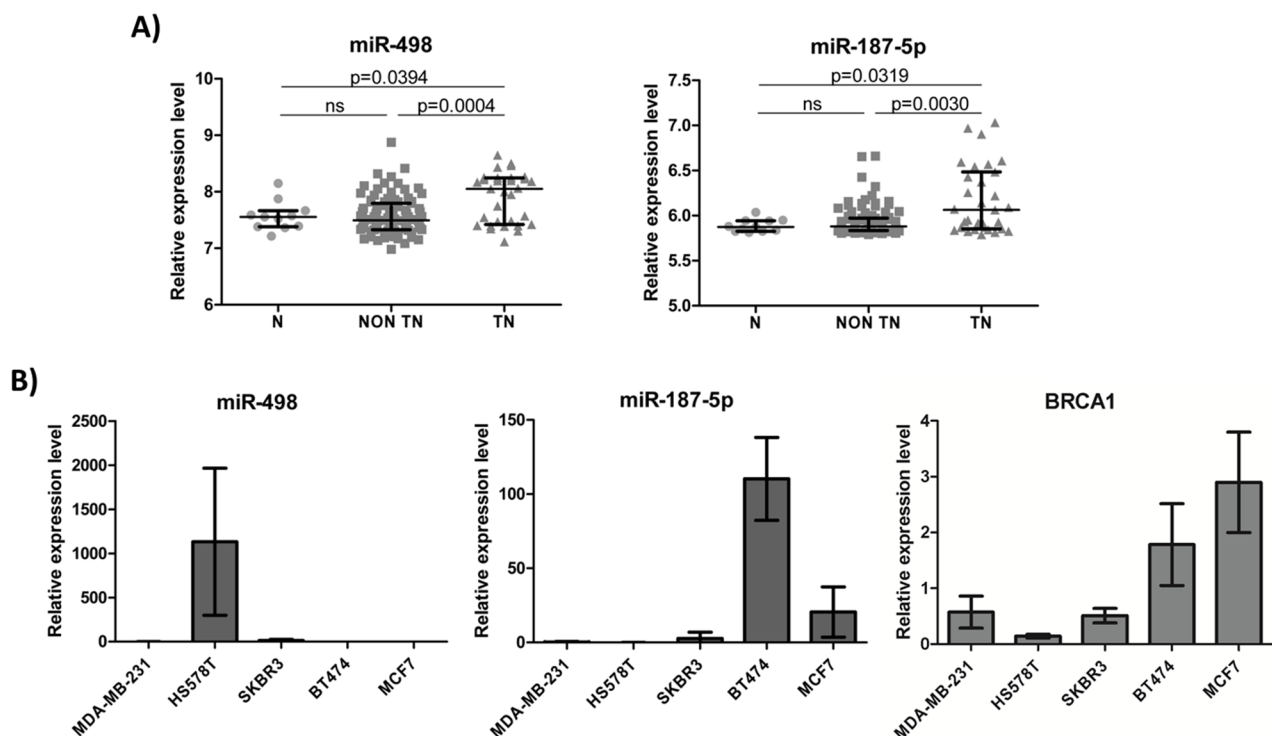 A)
miR-498
Relative expression level
10
9
8
7
6
p=0.0394
ns
p=0.0004
N
NON TN
TN
miR-187-5p
Relative expression level
7.5
7.0
6.5
6.0
5.5
5.0
p=0.0319
ns
p=0.0030
N
NON TN
TN
B)
miR-498
Relative expression level
2500
2000
1500
1000
500
0
MDA-MB-231
HS578T
SKBR3
BT474
MCF7
miR-187-5p
Relative expression level
150
100
50
0
MDA-MB-231
HS578T
SKBR3
BT474
MCF7
BRCA1
Relative expression level
4
3
2
1
0
MDA-MB-231
HS578T
SKBR3
BT474
MCF7